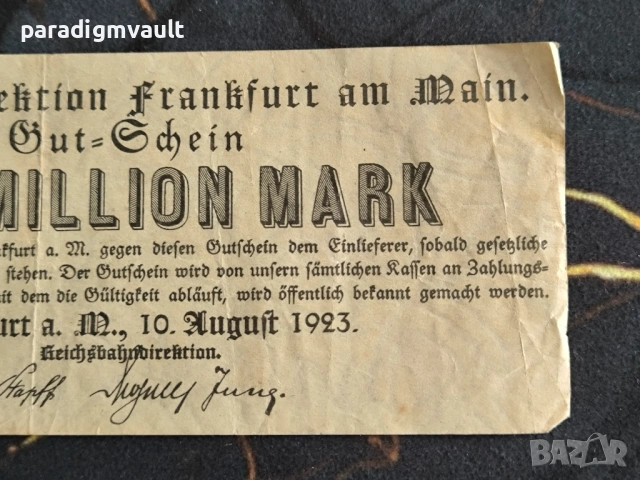 paradigmvault
ektion Frankfurt am Main.
Gut=Schein
MILLION MARK
kfurt a. M. gegen diesen Gutschein dem Einlieferer, sobald gesetzliche
stehen. Der Gutschein wird von unsern sämtlichen Kassen an Zahlungs-
it dem die Gültigkeit abläuft, wird öffentlich bekannt gemacht werden.
urt a. M., 10. August 1923.
Reichsbahndirektion.
Jung.
BAZAR
bg